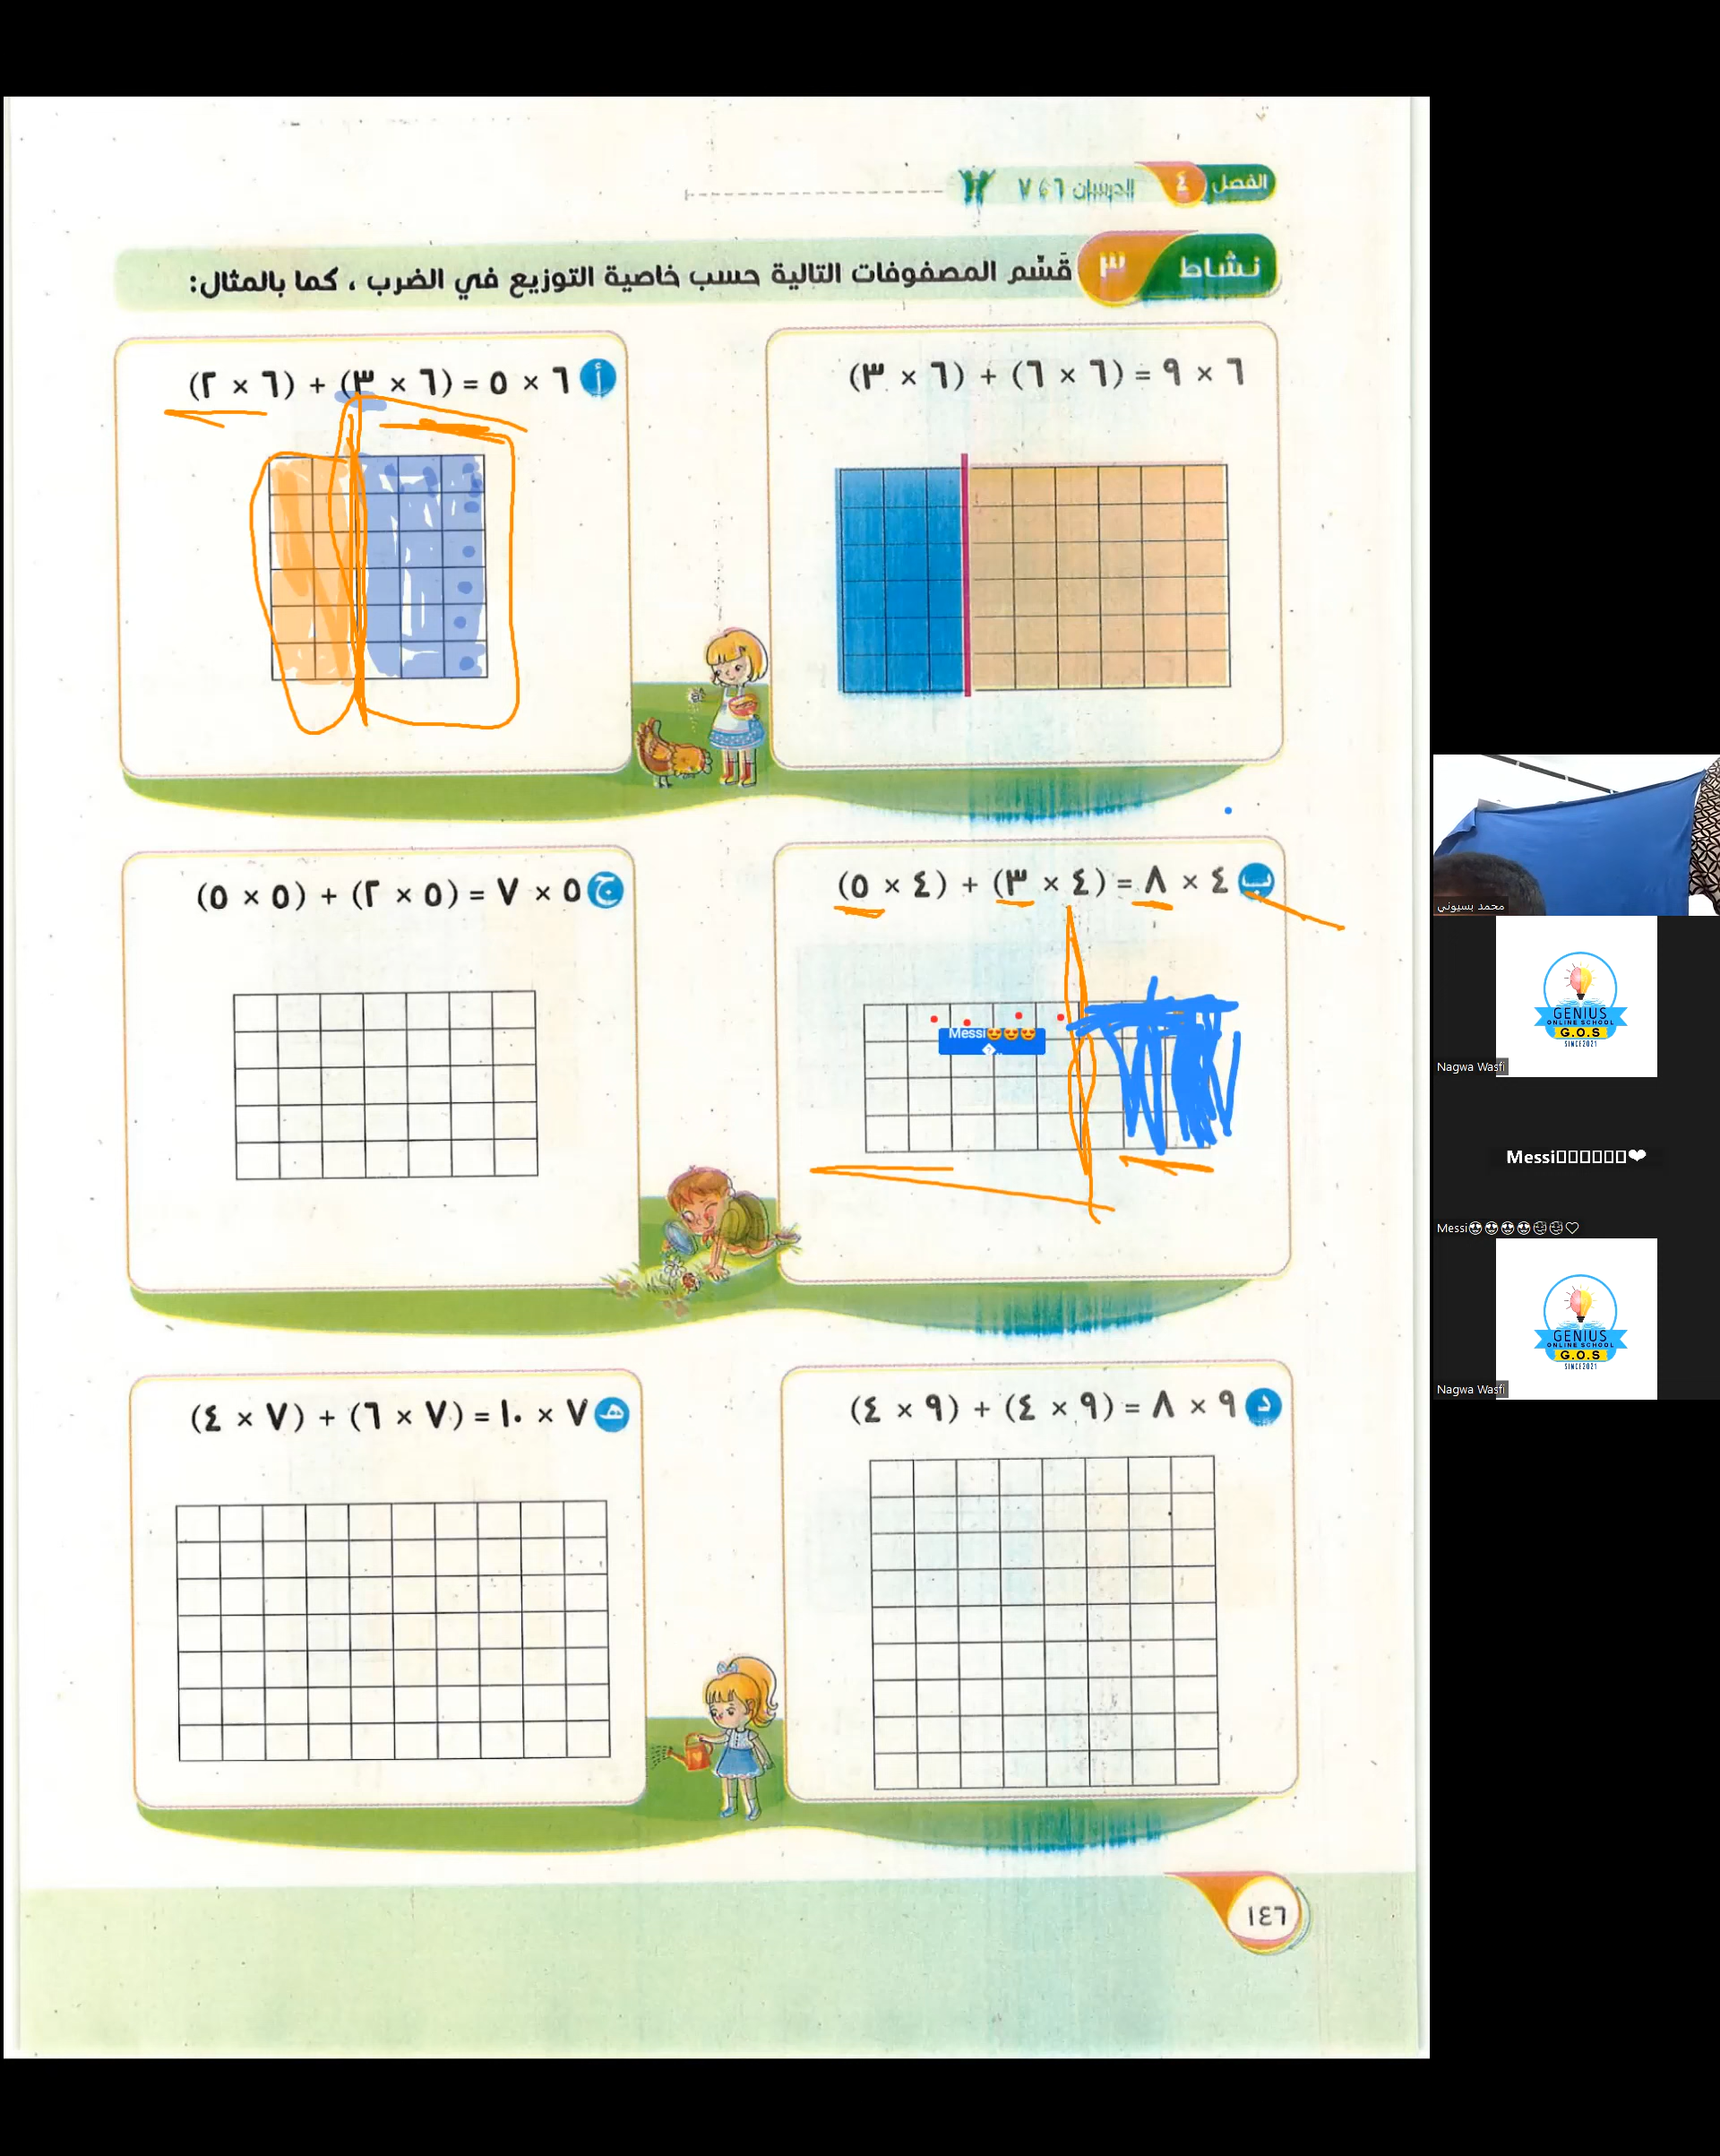 الفصل ٤ الدرسان ٦ ، ٧
نشاط ٣ قَسِّم المصفوفات التالية حسب خاصية التوزيع في الضرب ، كما بالمثال:
٦ × ٩ = (٦ × ٦) + (٦ × ٣)
أ ٦ × ٥ = (٦ × ٣) + (٦ × ٢)
ب ٤ × ٨ = (٤ × ٣) + (٤ × ٥)
Messi😍😍😍
ج ٥ × ٧ = (٥ × ٢) + (٥ × ٥)
د ٩ × ٨ = (٩ × ٤) + (٩ × ٤)
هـ ٧ × ١٠ = (٧ × ٦) + (٧ × ٤)
١٤٦
محمد بسيوني
GENIUS
ONLINE SCHOOL
G.O.S
SINCE 2021
Nagwa Wasfi
Messi▯▯▯▯▯▯❤
Messi😍😍😍😍
GENIUS
ONLINE SCHOOL
G.O.S
SINCE 2021
Nagwa Wasfi